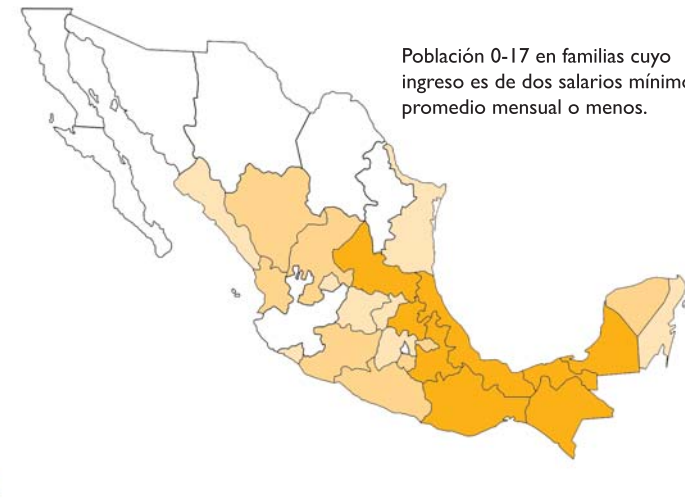 Población 0-17 en familias cuyo
ingreso es de dos salarios mínimo
promedio mensual o menos.